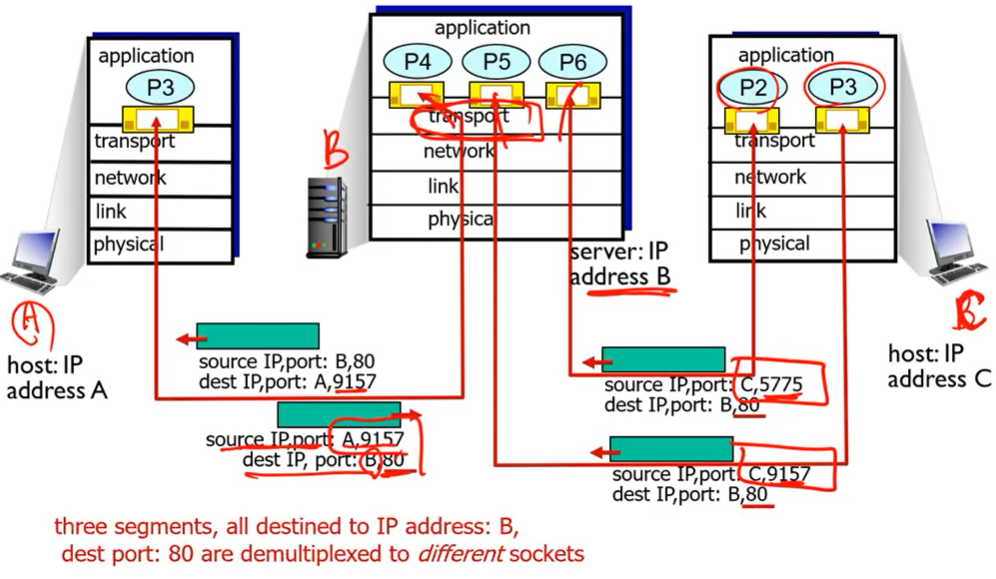 application
P3
transport
network
link
physical
A
host: IP
address A
application
P4 P5 P6
transport
network
link
physical
B
server: IP
address B
application
P2 P3
transport
network
link
physical
C
host: IP
address C
source IP,port: B,80
dest IP,port: A,9157
source IP,port: A,9157
dest IP, port: B,80
source IP,port: C,5775
dest IP,port: B,80
source IP,port: C,9157
dest IP,port: B,80
three segments, all destined to IP address: B,
dest port: 80 are demultiplexed to different sockets